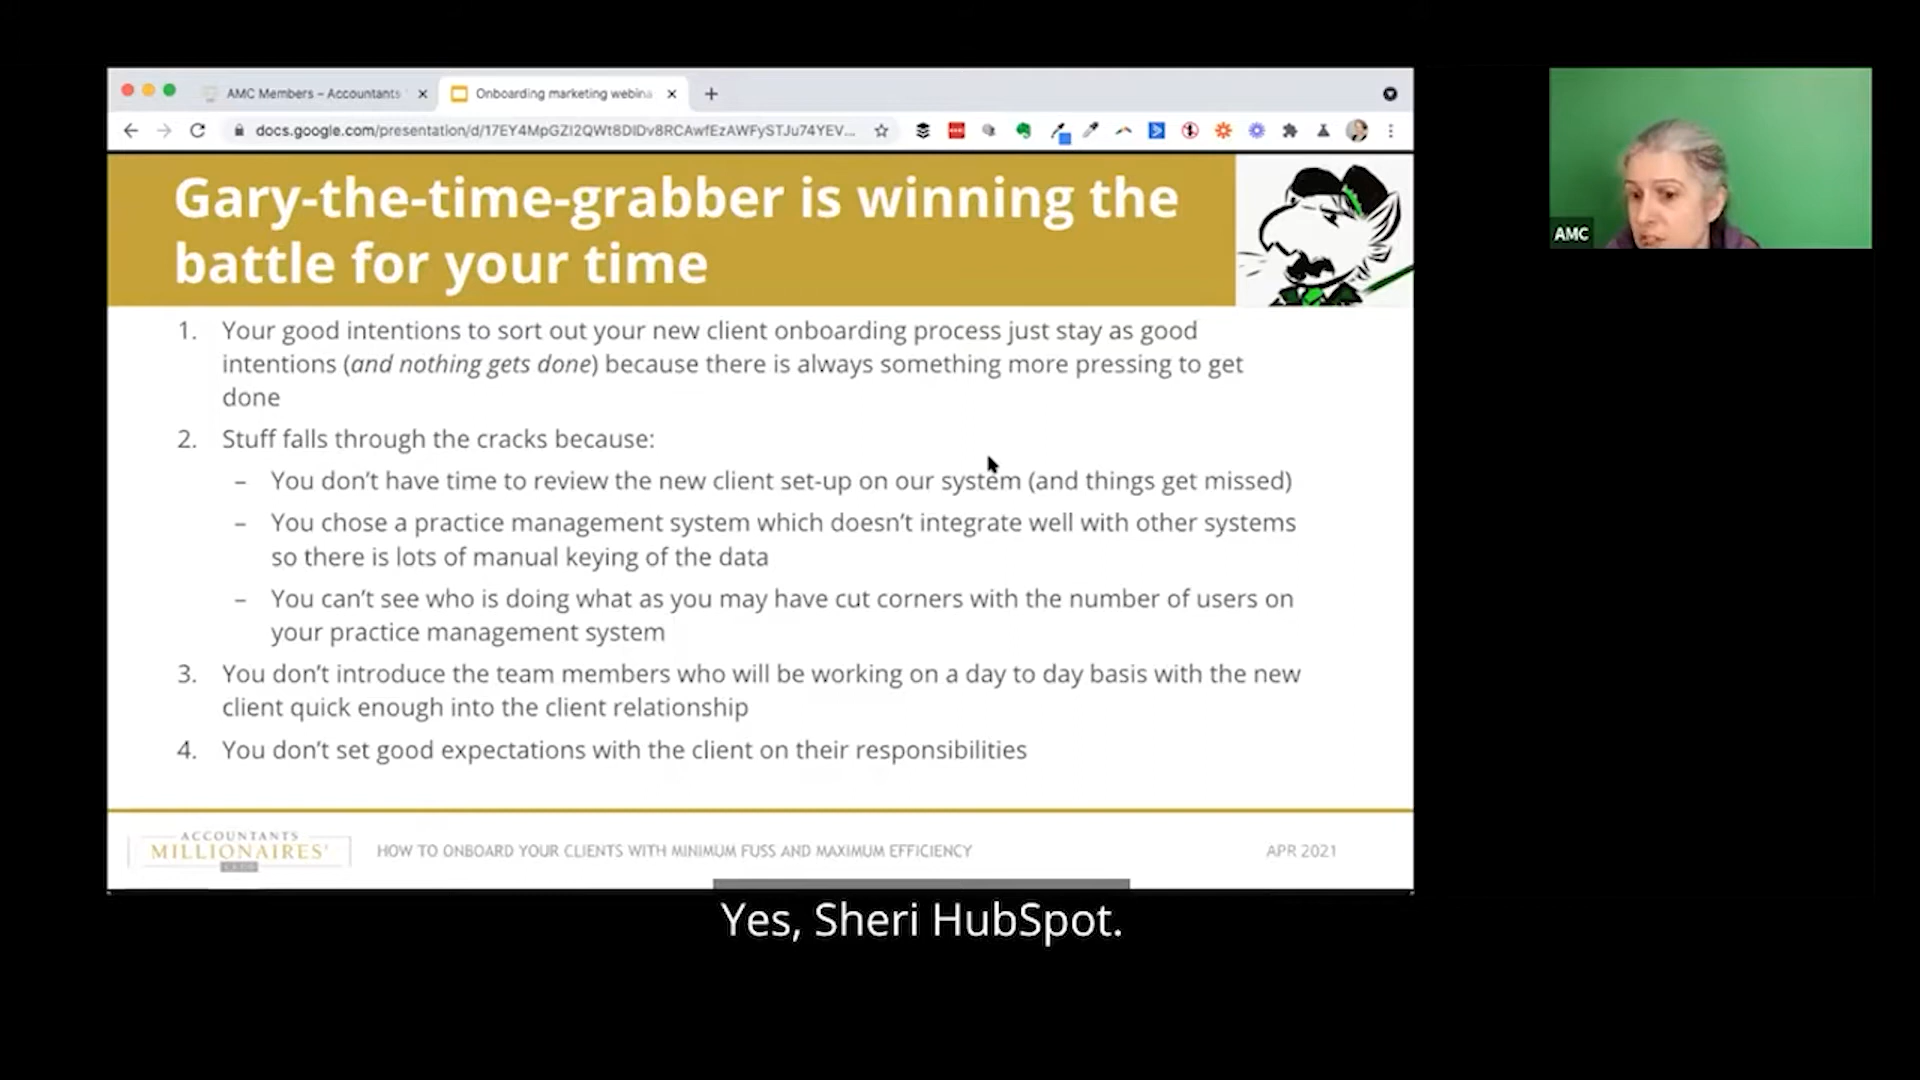 AMC Members – Accountants
Onboarding marketing webina
docs.google.com/presentation/d/17EY4MpGZI2QWt8DIDv8RCAwfEzAWFySTJu74YEV...
Gary-the-time-grabber is winning the
battle for your time
AMC
1. Your good intentions to sort out your new client onboarding process just stay as good
intentions (and nothing gets done) because there is always something more pressing to get
done
2. Stuff falls through the cracks because:
– You don't have time to review the new client set-up on our system (and things get missed)
– You chose a practice management system which doesn't integrate well with other systems
so there is lots of manual keying of the data
– You can't see who is doing what as you may have cut corners with the number of users on
your practice management system
3. You don't introduce the team members who will be working on a day to day basis with the new
client quick enough into the client relationship
4. You don't set good expectations with the client on their responsibilities
ACCOUNTANTS
MILLIONAIRES'
HOW TO ONBOARD YOUR CLIENTS WITH MINIMUM FUSS AND MAXIMUM EFFICIENCY
APR 2021
Yes, Sheri HubSpot.